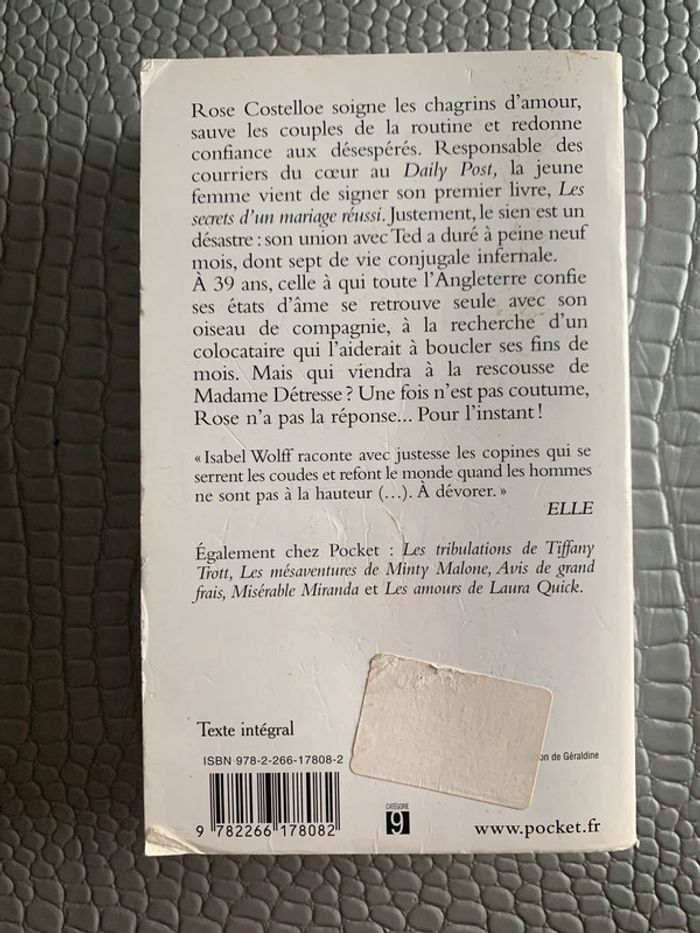 Rose Costelloe soigne les chagrins d'amour,
sauve les couples de la routine et redonne
confiance aux désespérés. Responsable des
courriers du cœur au Daily Post, la jeune
femme vient de signer son premier livre, Les
secrets d'un mariage réussi. Justement, le sien est un
désastre : son union avec Ted a duré à peine neuf
mois, dont sept de vie conjugale infernale.
À 39 ans, celle à qui toute l'Angleterre confie
ses états d'âme se retrouve seule avec son
oiseau de compagnie, à la recherche d'un
colocataire qui l'aiderait à boucler ses fins de
mois. Mais qui viendra à la rescousse de
Madame Détresse ? Une fois n'est pas coutume,
Rose n'a pas la réponse... Pour l'instant !
« Isabel Wolff raconte avec justesse les copines qui se
serrent les coudes et refont le monde quand les hommes
ne sont pas à la hauteur (...). À dévorer. »
ELLE
Également chez Pocket : Les tribulations de Tiffany
Trott, Les mésaventures de Minty Malone, Avis de grand
frais, Misérable Miranda et Les amours de Laura Quick.
Texte intégral
ISBN 978-2-266-17808-2
de Géraldine
9 782266 178082
CATÉGORIE
9
www.pocket.fr